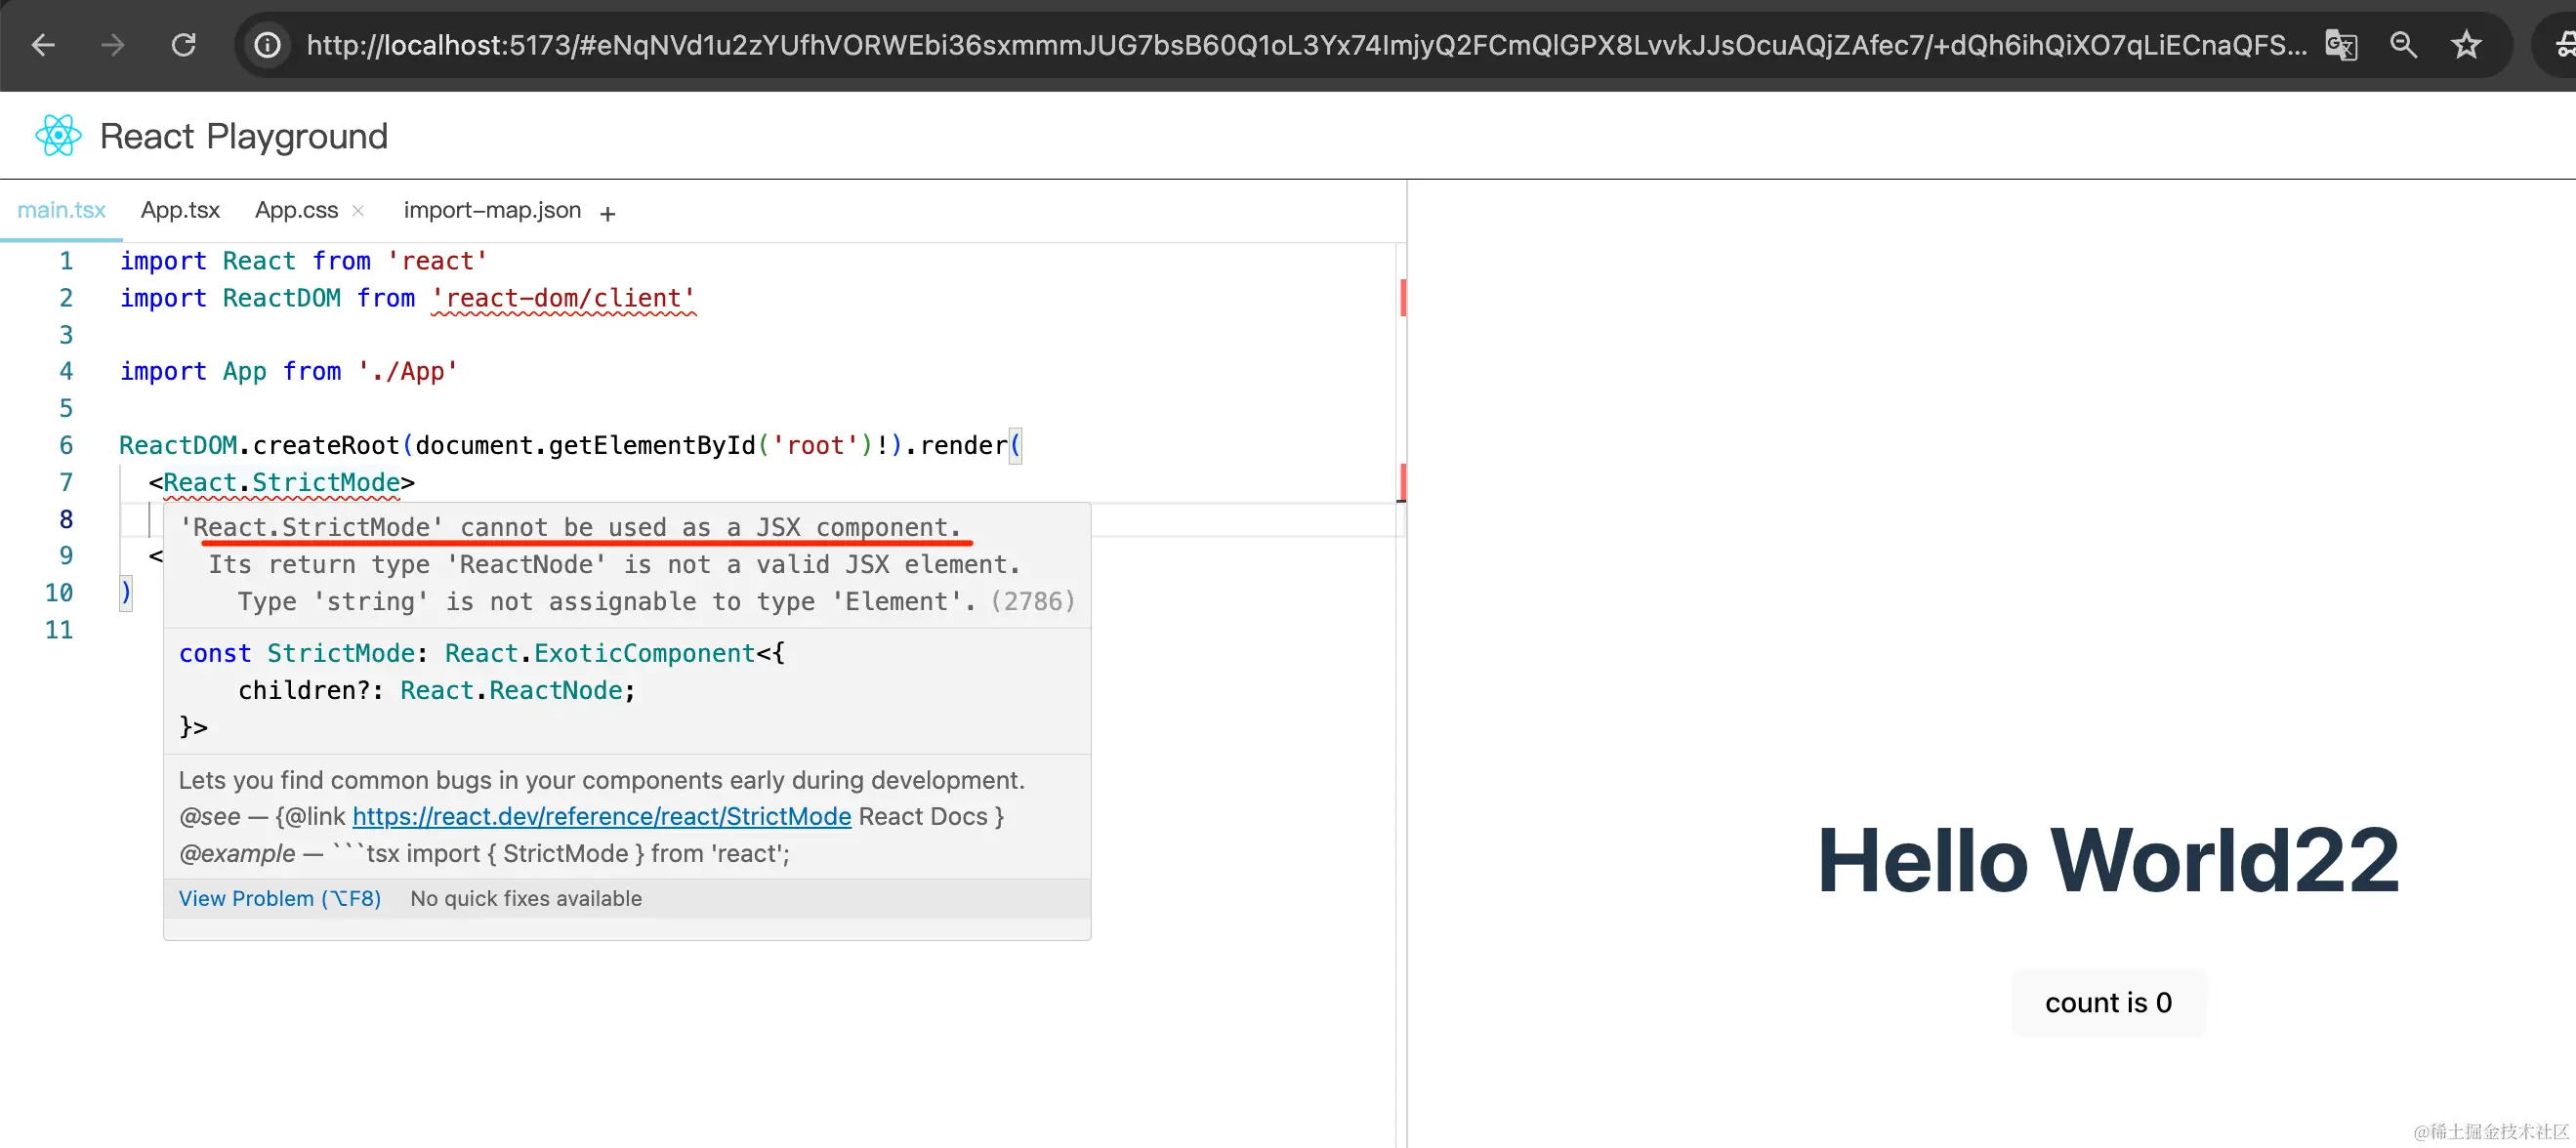 http://localhost:5173/#eNqNVd1u2zYUfhVORWEbi36sxmmmJUG7bsB60Q1oL3Yx74ImjyQ2FCmQlGPX8LvvkJJsOcuAQjZAfec7/+dQh6ihQiXO7qLiECnaQFS...
React Playground
main.tsx App.tsx App.css × import-map.json +
1 import React from 'react'
2 import ReactDOM from 'react-dom/client'
3
4 import App from './App'
5
6 ReactDOM.createRoot(document.getElementById('root')!).render(
7 <React.StrictMode>
8
'React.StrictMode' cannot be used as a JSX component.
9 <
Its return type 'ReactNode' is not a valid JSX element.
10 )
Type 'string' is not assignable to type 'Element'. (2786)
11
const StrictMode: React.ExoticComponent<{
children?: React.ReactNode;
}>
Lets you find common bugs in your components early during development.
@see — {@link https://react.dev/reference/react/StrictMode React Docs }
@example — ```tsx import { StrictMode } from 'react';
View Problem (⌥F8) No quick fixes available
Hello World22
count is 0
@稀土掘金技术社区